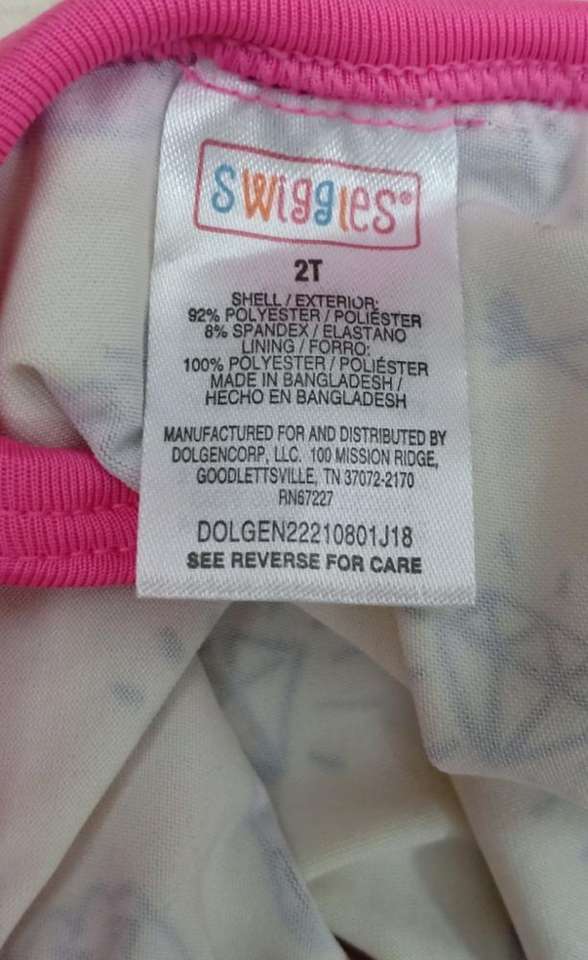 Swiggles®
2T
SHELL / EXTERIOR:
92% POLYESTER / POLIÉSTER
8% SPANDEX / ELASTANO
LINING / FORRO:
100% POLYESTER / POLIÉSTER
MADE IN BANGLADESH /
HECHO EN BANGLADESH
MANUFACTURED FOR AND DISTRIBUTED BY
DOLGENCORP, LLC. 100 MISSION RIDGE,
GOODLETTSVILLE, TN 37072-2170
RN67227
DOLGEN22210801J18
SEE REVERSE FOR CARE